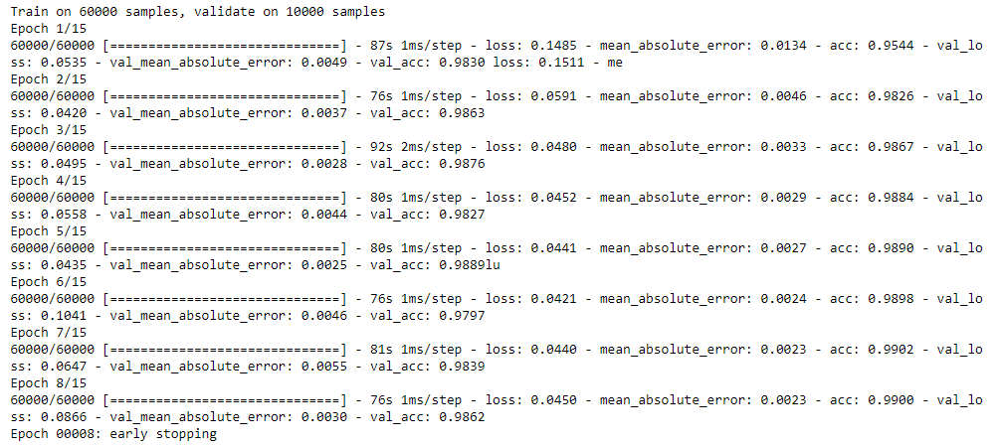 Train on 60000 samples, validate on 10000 samples
Epoch 1/15
60000/60000 [==============================] - 87s 1ms/step - loss: 0.1485 - mean_absolute_error: 0.0134 - acc: 0.9544 - val_lo
ss: 0.0535 - val_mean_absolute_error: 0.0049 - val_acc: 0.9830 loss: 0.1511 - me
Epoch 2/15
60000/60000 [==============================] - 76s 1ms/step - loss: 0.0591 - mean_absolute_error: 0.0046 - acc: 0.9826 - val_lo
ss: 0.0420 - val_mean_absolute_error: 0.0037 - val_acc: 0.9863
Epoch 3/15
60000/60000 [==============================] - 92s 2ms/step - loss: 0.0480 - mean_absolute_error: 0.0033 - acc: 0.9867 - val_lo
ss: 0.0495 - val_mean_absolute_error: 0.0028 - val_acc: 0.9876
Epoch 4/15
60000/60000 [==============================] - 80s 1ms/step - loss: 0.0452 - mean_absolute_error: 0.0029 - acc: 0.9884 - val_lo
ss: 0.0558 - val_mean_absolute_error: 0.0044 - val_acc: 0.9827
Epoch 5/15
60000/60000 [==============================] - 80s 1ms/step - loss: 0.0441 - mean_absolute_error: 0.0027 - acc: 0.9890 - val_lo
ss: 0.0435 - val_mean_absolute_error: 0.0025 - val_acc: 0.9889lu
Epoch 6/15
60000/60000 [==============================] - 76s 1ms/step - loss: 0.0421 - mean_absolute_error: 0.0024 - acc: 0.9898 - val_lo
ss: 0.1041 - val_mean_absolute_error: 0.0046 - val_acc: 0.9797
Epoch 7/15
60000/60000 [==============================] - 81s 1ms/step - loss: 0.0440 - mean_absolute_error: 0.0023 - acc: 0.9902 - val_lo
ss: 0.0647 - val_mean_absolute_error: 0.0055 - val_acc: 0.9839
Epoch 8/15
60000/60000 [==============================] - 76s 1ms/step - loss: 0.0450 - mean_absolute_error: 0.0023 - acc: 0.9900 - val_lo
ss: 0.0866 - val_mean_absolute_error: 0.0030 - val_acc: 0.9862
Epoch 00008: early stopping